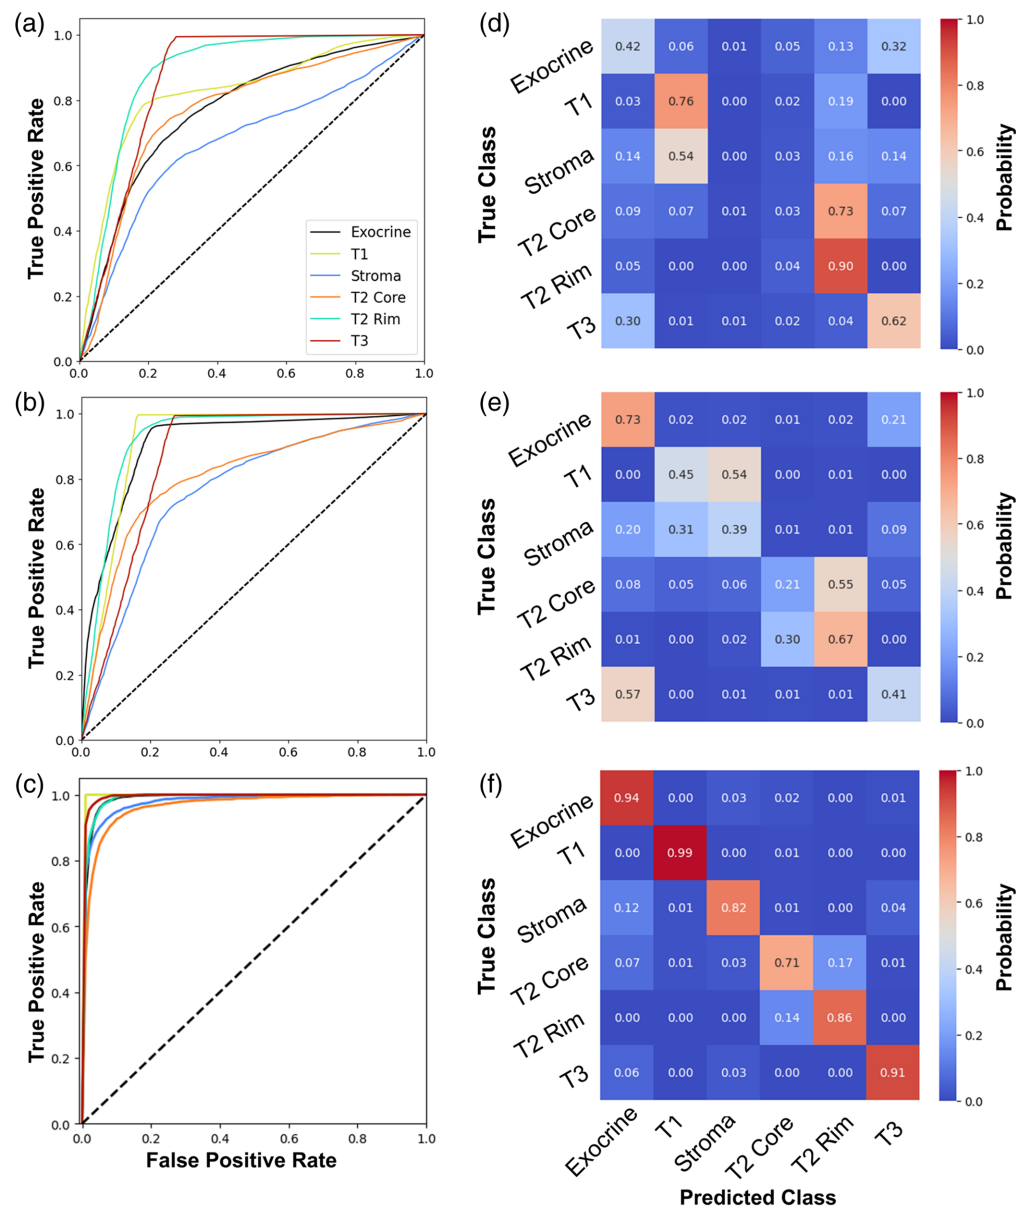 (a)
True Positive Rate
1.0
0.8
0.6
0.4
0.2
0.0
0.0 0.2 0.4 0.6 0.8 1.0
Exocrine
T1
Stroma
T2 Core
T2 Rim
T3
(d)
True Class
Exocrine 0.42 0.06 0.01 0.05 0.13 0.32
T1 0.03 0.76 0.00 0.02 0.19 0.00
Stroma 0.14 0.54 0.00 0.03 0.16 0.14
T2 Core 0.09 0.07 0.01 0.03 0.73 0.07
T2 Rim 0.05 0.00 0.00 0.04 0.90 0.00
T3 0.30 0.01 0.01 0.02 0.04 0.62
1.0
0.8
0.6
0.4
0.2
0.0
Probability
(b)
True Positive Rate
1.0
0.8
0.6
0.4
0.2
0.0
0.0 0.2 0.4 0.6 0.8 1.0
(e)
True Class
Exocrine 0.73 0.02 0.02 0.01 0.02 0.21
T1 0.00 0.45 0.54 0.00 0.01 0.00
Stroma 0.20 0.31 0.39 0.01 0.01 0.09
T2 Core 0.08 0.05 0.06 0.21 0.55 0.05
T2 Rim 0.01 0.00 0.02 0.30 0.67 0.00
T3 0.57 0.00 0.01 0.01 0.01 0.41
1.0
0.8
0.6
0.4
0.2
0.0
Probability
(c)
True Positive Rate
1.0
0.8
0.6
0.4
0.2
0.0
0.0 0.2 0.4 0.6 0.8 1.0
False Positive Rate
(f)
True Class
Exocrine 0.94 0.00 0.03 0.02 0.00 0.01
T1 0.00 0.99 0.00 0.01 0.00 0.00
Stroma 0.12 0.01 0.82 0.01 0.00 0.04
T2 Core 0.07 0.01 0.03 0.71 0.17 0.01
T2 Rim 0.00 0.00 0.00 0.14 0.86 0.00
T3 0.06 0.00 0.03 0.00 0.00 0.91
Exocrine T1 Stroma T2 Core T2 Rim T3
Predicted Class
1.0
0.8
0.6
0.4
0.2
0.0
Probability